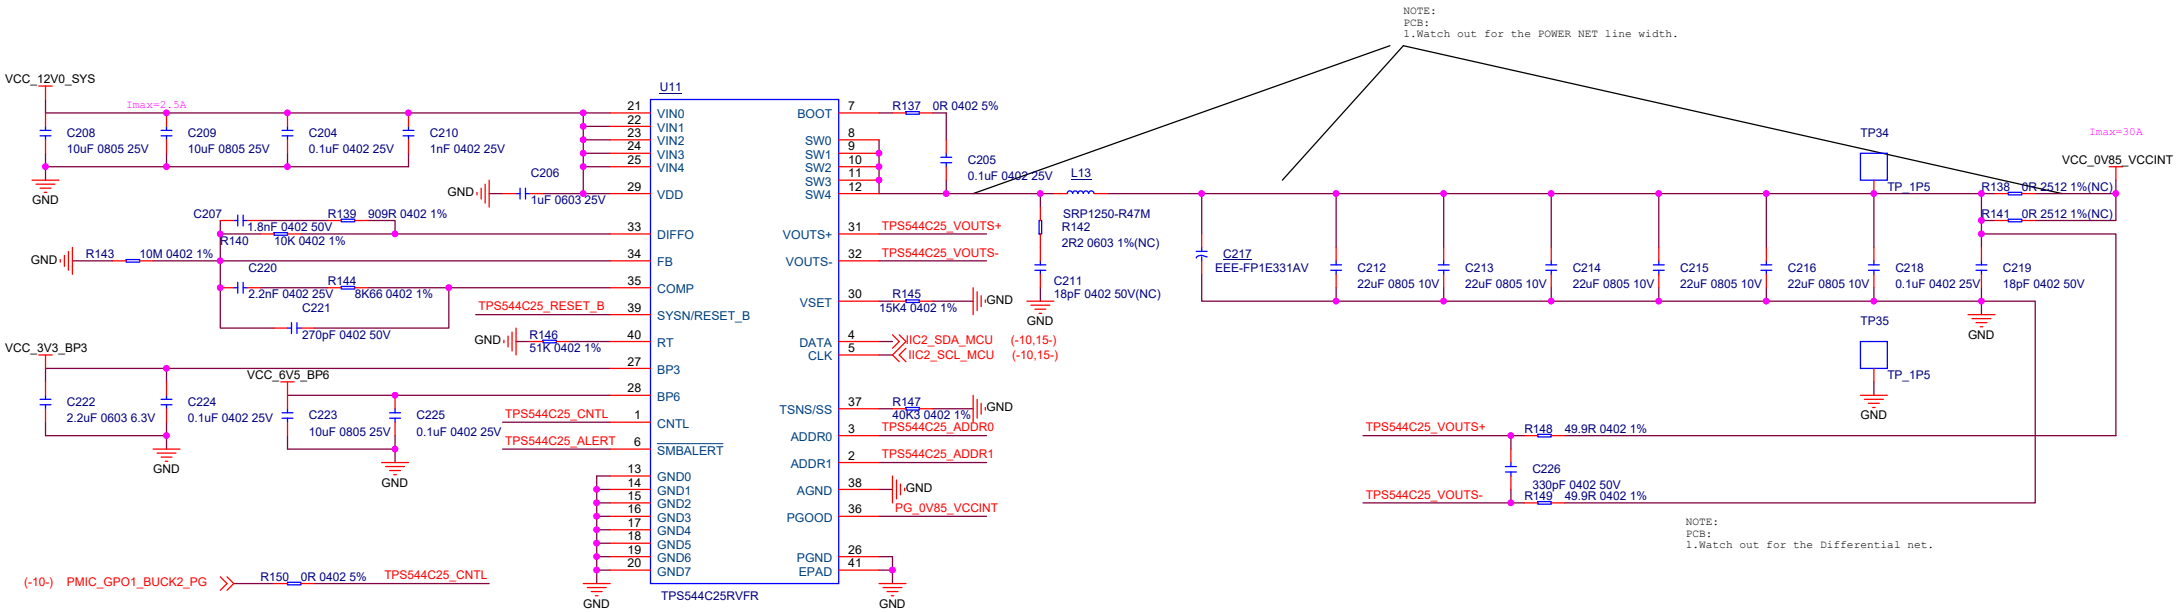 NOTE:
PCB:
1.Watch out for the POWER NET line width.
VCC_12V0_SYS
Imax=2.5A
C208
10uF 0805 25V
C209
10uF 0805 25V
C204
0.1uF 0402 25V
C210
1nF 0402 25V
GND
GND
C206
1uF 0603 25V
C207
1.8nF 0402 50V
R139
909R 0402 1%
R140
10K 0402 1%
GND
R143
10M 0402 1%
C220
2.2nF 0402 25V
R144
8K66 0402 1%
C221
270pF 0402 50V
TPS544C25_RESET_B
GND
R146
51K 0402 1%
VCC_3V3_BP3
VCC_6V5_BP6
C222
2.2uF 0603 6.3V
C224
0.1uF 0402 25V
GND
C223
10uF 0805 25V
C225
0.1uF 0402 25V
GND
TPS544C25_CNTL
TPS544C25_ALERT
(-10-) PMIC_GPO1_BUCK2_PG
R150 0R 0402 5%
TPS544C25_CNTL
GND
U11
21 VIN0
22 VIN1
23 VIN2
24 VIN3
25 VIN4
29 VDD
33 DIFFO
34 FB
35 COMP
39 SYSN/RESET_B
40 RT
27 BP3
28 BP6
1 CNTL
6 SMBALERT
13 GND0
14 GND1
15 GND2
16 GND3
17 GND4
18 GND5
19 GND6
20 GND7
BOOT 7
SW0 8
SW1 9
SW2 10
SW3 11
SW4 12
VOUTS+ 31
VOUTS- 32
VSET 30
DATA 4
CLK 5
TSNS/SS 37
ADDR0 3
ADDR1 2
AGND 38
PGOOD 36
PGND 26
EPAD 41
TPS544C25RVFR
R137 0R 0402 5%
C205
0.1uF 0402 25V
TPS544C25_VOUTS+
TPS544C25_VOUTS-
R145
15K4 0402 1%
GND
IIC2_SDA_MCU (-10,15-)
IIC2_SCL_MCU (-10,15-)
R147
40K3 0402 1%
GND
TPS544C25_ADDR0
TPS544C25_ADDR1
GND
PG_0V85_VCCINT
GND
L13
SRP1250-R47M
R142
2R2 0603 1%(NC)
C211
18pF 0402 50V(NC)
GND
C217
EEE-FP1E331AV
C212
22uF 0805 10V
C213
22uF 0805 10V
C214
22uF 0805 10V
C215
22uF 0805 10V
C216
22uF 0805 10V
C218
0.1uF 0402 25V
C219
18pF 0402 50V
GND
TP34
TP_1P5
TP35
TP_1P5
GND
Imax=30A
VCC_0V85_VCCINT
R138 0R 2512 1%(NC)
R141 0R 2512 1%(NC)
TPS544C25_VOUTS+
R148 49.9R 0402 1%
C226
330pF 0402 50V
TPS544C25_VOUTS-
R149 49.9R 0402 1%
NOTE:
PCB:
1.Watch out for the Differential net.